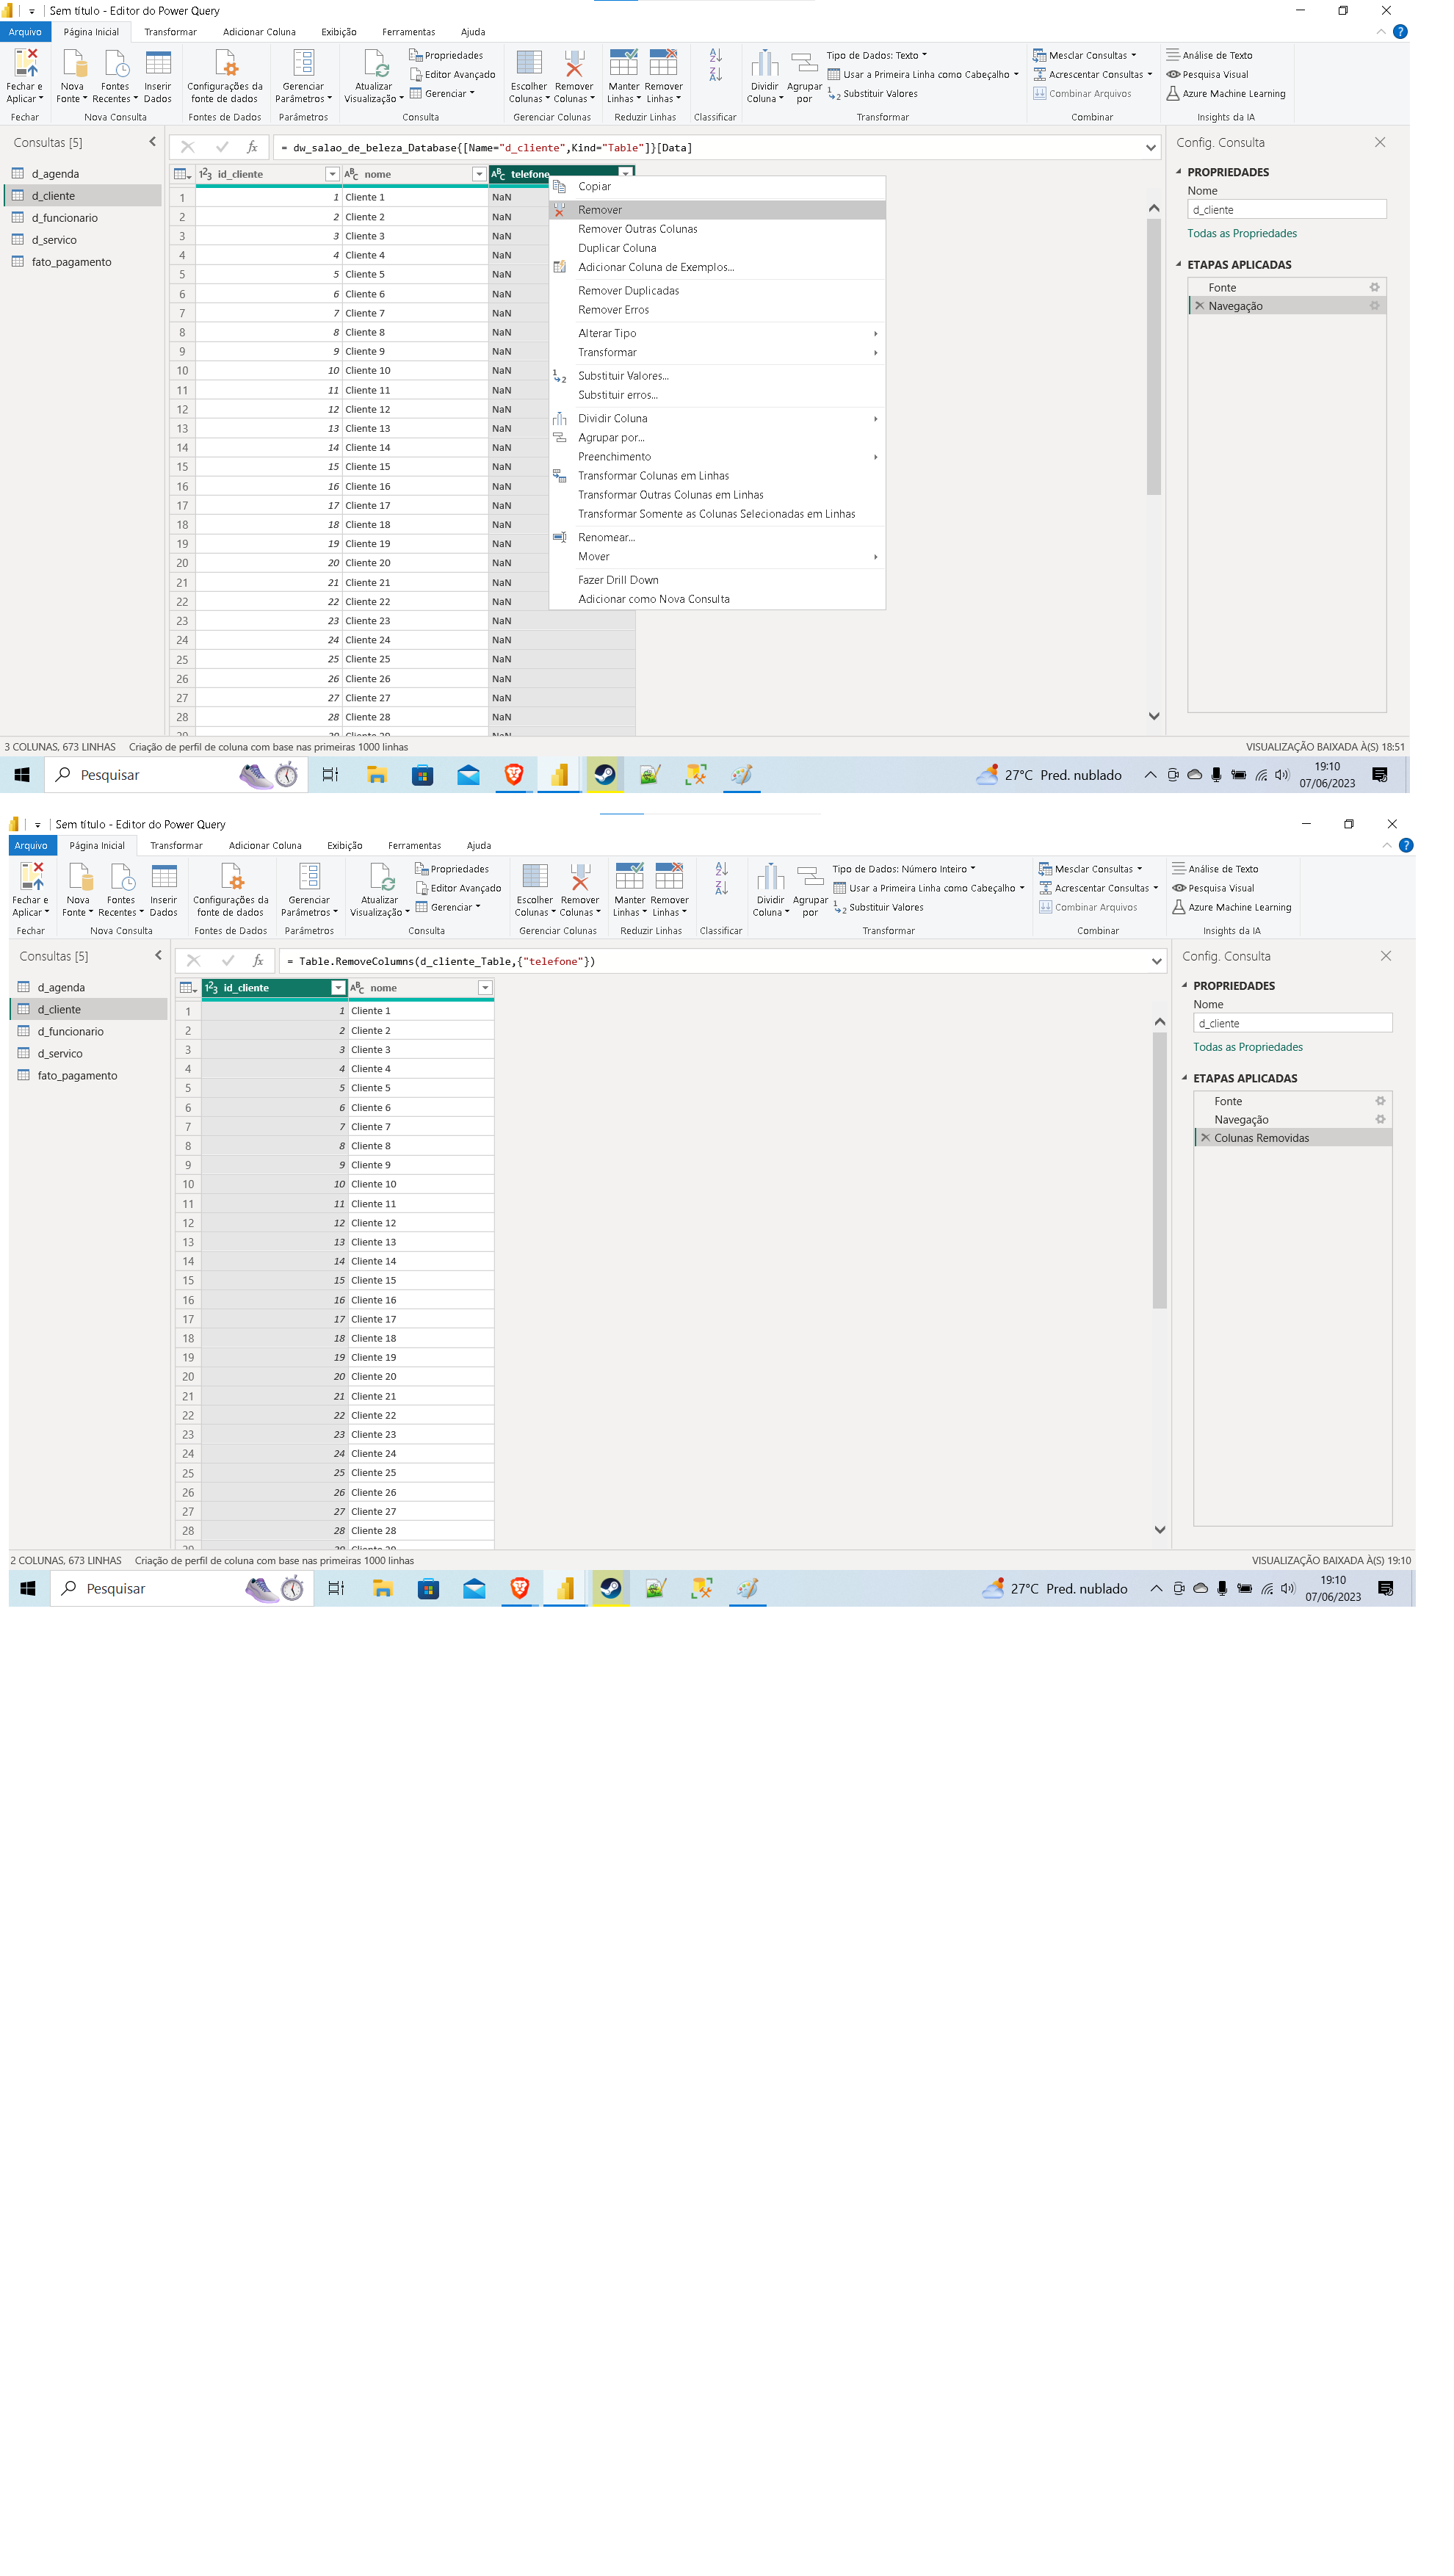 Sem título - Editor do Power Query
Arquivo Página Inicial Transformar Adicionar Coluna Exibição Ferramentas Ajuda
Fechar e Aplicar Nova Fonte Fontes Recentes Inserir Dados Configurações da fonte de dados Gerenciar Parâmetros Atualizar Visualização Propriedades Editor Avançado Gerenciar Escolher Colunas Remover Colunas Manter Linhas Remover Linhas Dividir Coluna Agrupar por Tipo de Dados: Texto Usar a Primeira Linha como Cabeçalho Substituir Valores Mesclar Consultas Acrescentar Consultas Combinar Arquivos Análise de Texto Pesquisa Visual Azure Machine Learning
Fechar Nova Consulta Fontes de Dados Parâmetros Consulta Gerenciar Colunas Reduzir Linhas Classificar Transformar Combinar Insights da IA
Consultas [5]
d_agenda
d_cliente
d_funcionario
d_servico
fato_pagamento
= dw_salao_de_beleza_Database{[Name="d_cliente",Kind="Table"]}[Data]
id_cliente nome telefone
1 1 Cliente 1 NaN
2 2 Cliente 2 NaN
3 3 Cliente 3 NaN
4 4 Cliente 4 NaN
5 5 Cliente 5 NaN
6 6 Cliente 6 NaN
7 7 Cliente 7 NaN
8 8 Cliente 8 NaN
9 9 Cliente 9 NaN
10 10 Cliente 10 NaN
11 11 Cliente 11 NaN
12 12 Cliente 12 NaN
13 13 Cliente 13 NaN
14 14 Cliente 14 NaN
15 15 Cliente 15 NaN
16 16 Cliente 16 NaN
17 17 Cliente 17 NaN
18 18 Cliente 18 NaN
19 19 Cliente 19 NaN
20 20 Cliente 20 NaN
21 21 Cliente 21 NaN
22 22 Cliente 22 NaN
23 23 Cliente 23 NaN
24 24 Cliente 24 NaN
25 25 Cliente 25 NaN
26 26 Cliente 26 NaN
27 27 Cliente 27 NaN
28 28 Cliente 28 NaN
Copiar
Remover
Remover Outras Colunas
Duplicar Coluna
Adicionar Coluna de Exemplos...
Remover Duplicadas
Remover Erros
Alterar Tipo
Transformar
Substituir Valores...
Substituir erros...
Dividir Coluna
Agrupar por...
Preenchimento
Transformar Colunas em Linhas
Transformar Outras Colunas em Linhas
Transformar Somente as Colunas Selecionadas em Linhas
Renomear...
Mover
Fazer Drill Down
Adicionar como Nova Consulta
Config. Consulta
PROPRIEDADES
Nome
d_cliente
Todas as Propriedades
ETAPAS APLICADAS
Fonte
Navegação
3 COLUNAS, 673 LINHAS Criação de perfil de coluna com base nas primeiras 1000 linhas VISUALIZAÇÃO BAIXADA À(S) 18:51
Pesquisar 27°C Pred. nublado 19:10
07/06/2023
Sem título - Editor do Power Query
Arquivo Página Inicial Transformar Adicionar Coluna Exibição Ferramentas Ajuda
Fechar e Aplicar Nova Fonte Fontes Recentes Inserir Dados Configurações da fonte de dados Gerenciar Parâmetros Atualizar Visualização Propriedades Editor Avançado Gerenciar Escolher Colunas Remover Colunas Manter Linhas Remover Linhas Dividir Coluna Agrupar por Tipo de Dados: Número Inteiro Usar a Primeira Linha como Cabeçalho Substituir Valores Mesclar Consultas Acrescentar Consultas Combinar Arquivos Análise de Texto Pesquisa Visual Azure Machine Learning
Fechar Nova Consulta Fontes de Dados Parâmetros Consulta Gerenciar Colunas Reduzir Linhas Classificar Transformar Combinar Insights da IA
Consultas [5]
d_agenda
d_cliente
d_funcionario
d_servico
fato_pagamento
= Table.RemoveColumns(d_cliente_Table,{"telefone"})
id_cliente nome
1 1 Cliente 1
2 2 Cliente 2
3 3 Cliente 3
4 4 Cliente 4
5 5 Cliente 5
6 6 Cliente 6
7 7 Cliente 7
8 8 Cliente 8
9 9 Cliente 9
10 10 Cliente 10
11 11 Cliente 11
12 12 Cliente 12
13 13 Cliente 13
14 14 Cliente 14
15 15 Cliente 15
16 16 Cliente 16
17 17 Cliente 17
18 18 Cliente 18
19 19 Cliente 19
20 20 Cliente 20
21 21 Cliente 21
22 22 Cliente 22
23 23 Cliente 23
24 24 Cliente 24
25 25 Cliente 25
26 26 Cliente 26
27 27 Cliente 27
28 28 Cliente 28
Config. Consulta
PROPRIEDADES
Nome
d_cliente
Todas as Propriedades
ETAPAS APLICADAS
Fonte
Navegação
Colunas Removidas
2 COLUNAS, 673 LINHAS Criação de perfil de coluna com base nas primeiras 1000 linhas VISUALIZAÇÃO BAIXADA À(S) 19:10
Pesquisar 27°C Pred. nublado 19:10
07/06/2023